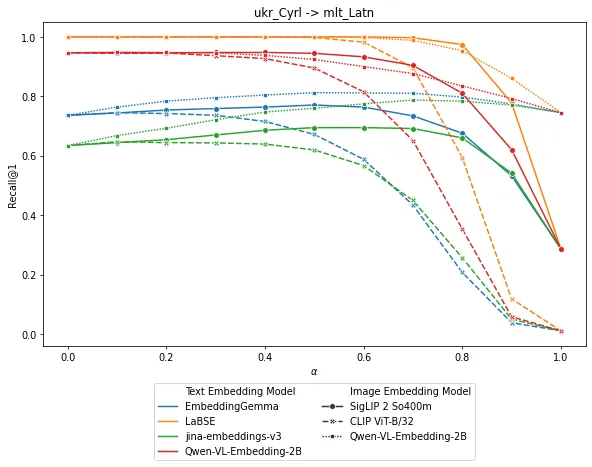 ukr_Cyrl -> mlt_Latn
1.0
0.8
0.6
0.4
0.2
0.0
Recall@1
0.0 0.2 0.4 0.6 0.8 1.0
α
Text Embedding Model
EmbeddingGemma
LaBSE
jina-embeddings-v3
Qwen-VL-Embedding-2B
Image Embedding Model
SigLIP 2 So400m
CLIP ViT-B/32
Qwen-VL-Embedding-2B